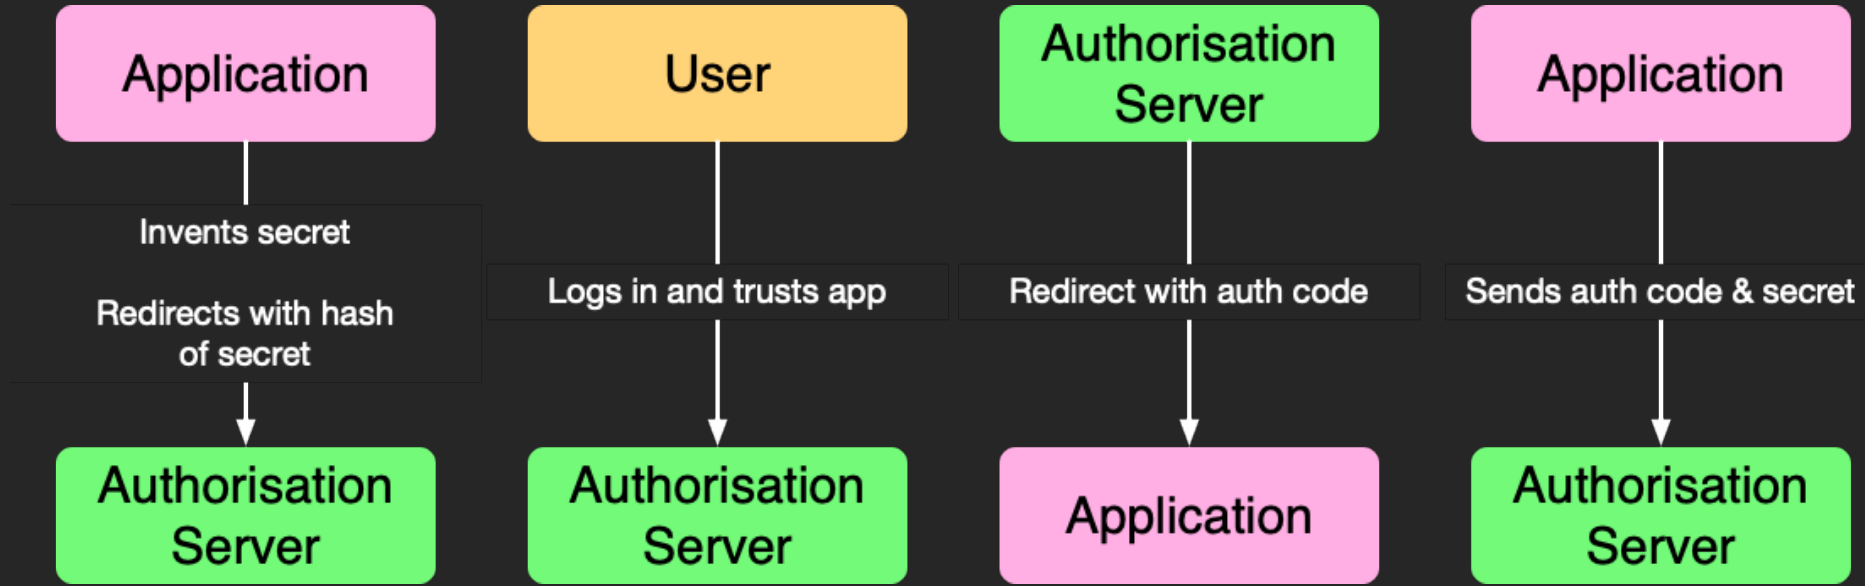 Application
User
Authorisation
Server
Application
Invents secret
Redirects with hash
of secret
Logs in and trusts app
Redirect with auth code
Sends auth code & secret
Authorisation
Server
Authorisation
Server
Application
Authorisation
Server